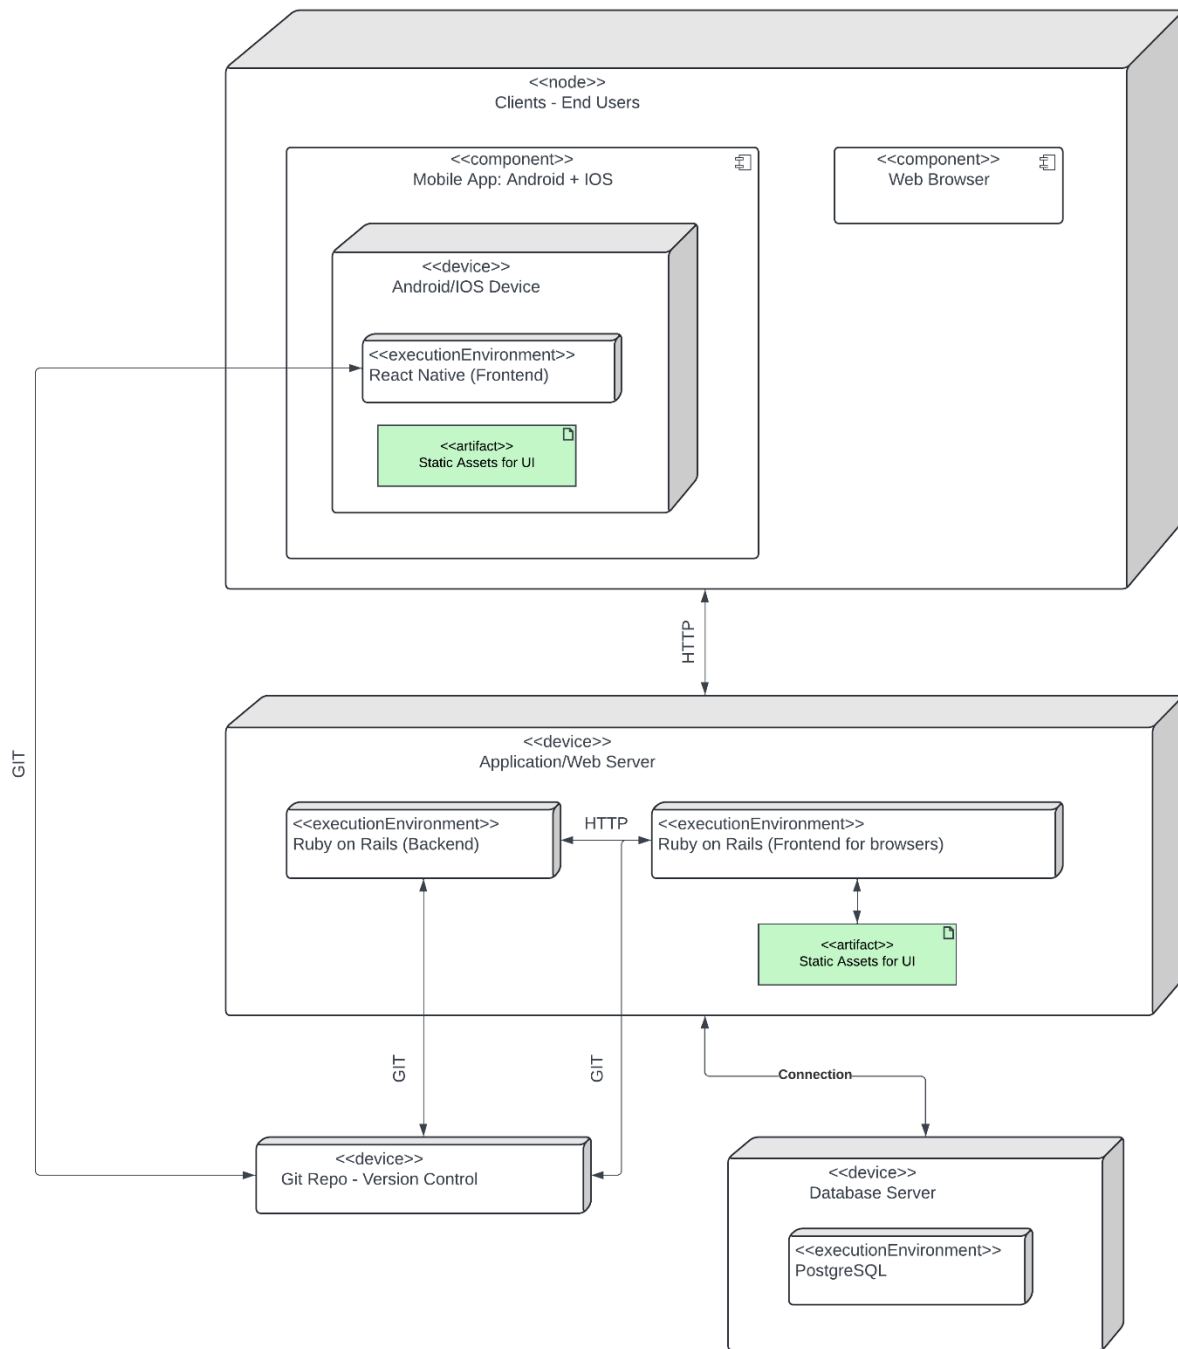 <<node>>
Clients - End Users
<<component>>
Mobile App: Android + IOS
<<component>>
Web Browser
<<device>>
Android/IOS Device
<<executionEnvironment>>
React Native (Frontend)
<<artifact>>
Static Assets for UI
HTTP
GIT
<<device>>
Application/Web Server
<<executionEnvironment>>
Ruby on Rails (Backend)
HTTP
<<executionEnvironment>>
Ruby on Rails (Frontend for browsers)
<<artifact>>
Static Assets for UI
GIT
GIT
Connection
<<device>>
Git Repo - Version Control
<<device>>
Database Server
<<executionEnvironment>>
PostgreSQL